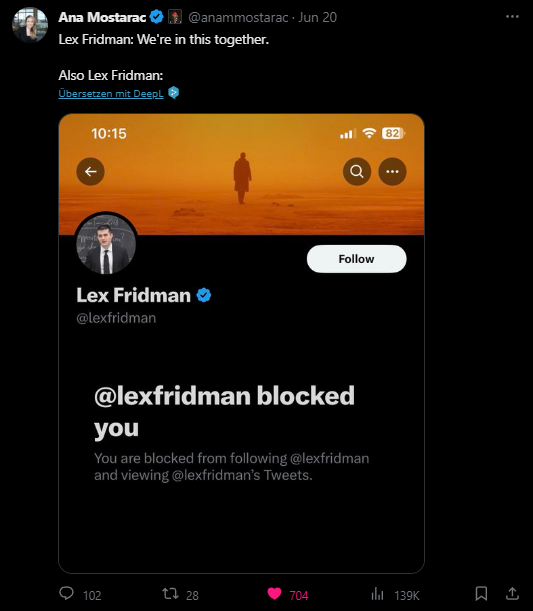 Ana Mostarac @anammostarac · Jun 20
Lex Fridman: We're in this together.
Also Lex Fridman:
Übersetzen mit DeepL
10:15 82
Follow
Lex Fridman
@lexfridman
@lexfridman blocked
you
You are blocked from following @lexfridman
and viewing @lexfridman's Tweets.
102 28 704 139K